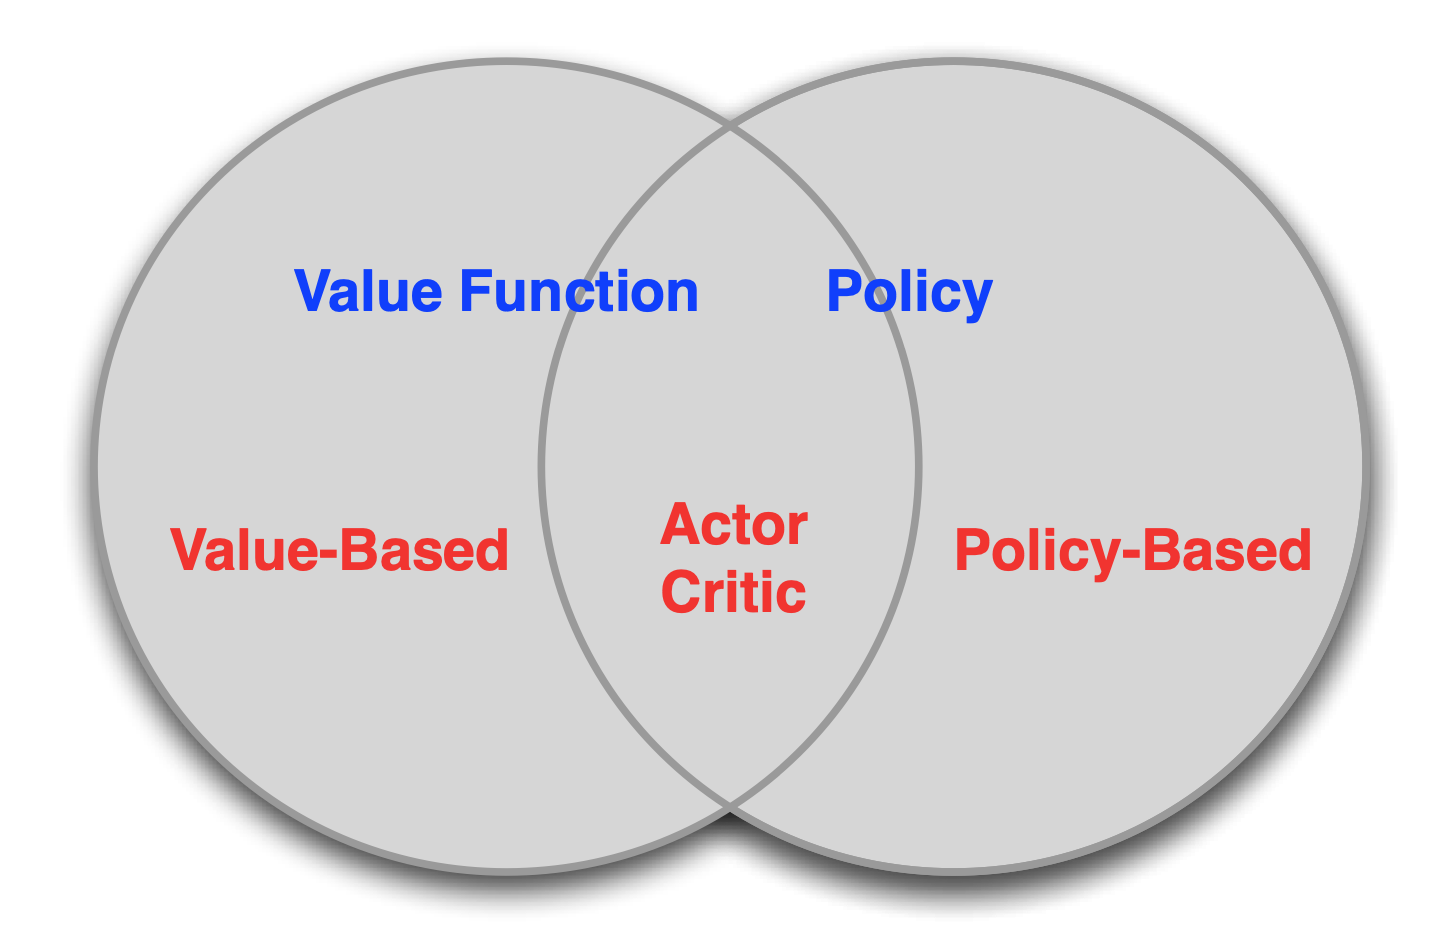 Value Function
Policy
Value-Based
Actor
Critic
Policy-Based